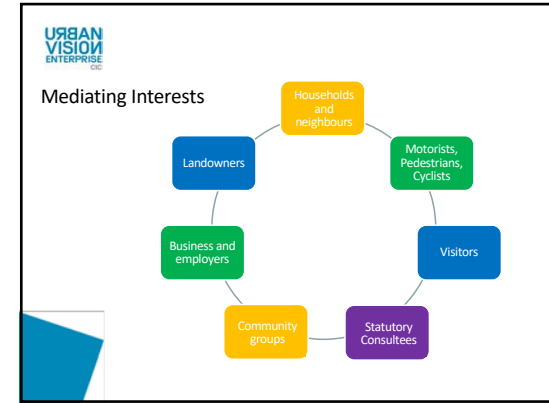 URBAN
VISION
ENTERPRISE
CIC
Mediating Interests
Households
and
neighbours
Motorists,
Pedestrians,
Cyclists
Visitors
Statutory
Consultees
Community
groups
Business and
employers
Landowners